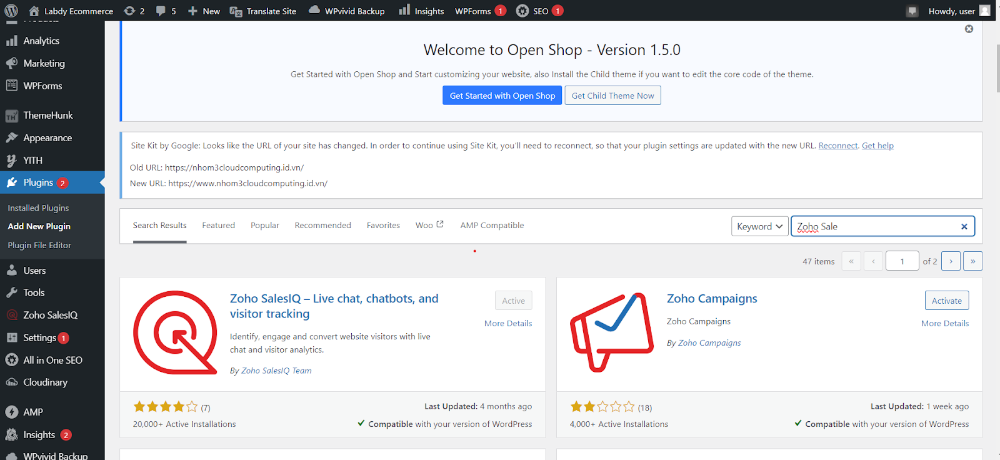 Labdy Ecommerce 2 5 New Translate Site WPvivid Backup Insights WPForms 1 SEO 1 Howdy, user
Products
Analytics
Marketing
WPForms
TH ThemeHunk
Appearance
YITH
Plugins 2
Installed Plugins
Add New Plugin
Plugin File Editor
Users
Tools
Zoho SalesIQ
Settings 1
All in One SEO
Cloudinary
AMP
Insights 2
WPvivid Backup
Welcome to Open Shop - Version 1.5.0
Get Started with Open Shop and Start customizing your website, also Install the Child theme if you want to edit the core code of the theme.
Get Started with Open Shop Get Child Theme Now
Site Kit by Google: Looks like the URL of your site has changed. In order to continue using Site Kit, you'll need to reconnect, so that your plugin settings are updated with the new URL. Reconnect. Get help
Old URL: https://nhom3cloudcomputing.id.vn/
New URL: https://www.nhom3cloudcomputing.id.vn/
Search Results Featured Popular Recommended Favorites Woo AMP Compatible Keyword Zoho Sale
47 items « ‹ 1 of 2 › »
Zoho SalesIQ – Live chat, chatbots, and
visitor tracking
Active
More Details
Identify, engage and convert website visitors with live
chat and visitor analytics.
By Zoho SalesIQ Team
(7)
Last Updated: 4 months ago
20,000+ Active Installations
Compatible with your version of WordPress
Zoho Campaigns
Activate
More Details
Zoho Campaigns
By Zoho Campaigns
(18)
Last Updated: 1 week ago
4,000+ Active Installations
Compatible with your version of WordPress